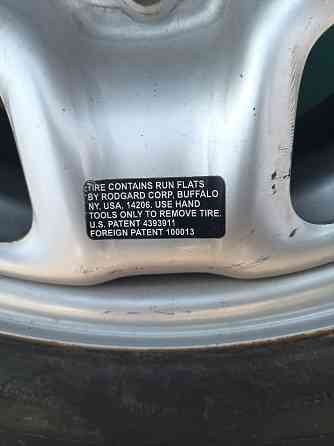 TIRE CONTAINS RUN FLATS
BY RODGARD CORP, BUFFALO
NY, USA, 14206. USE HAND
TOOLS ONLY TO REMOVE TIRE.
U.S. PATENT 4393911
FOREIGN PATENT 100013